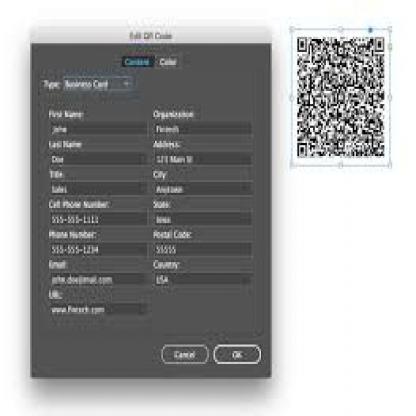 Edit QR Code
Content Color
Type: Business Card
First Name: Organization:
John Fintech
Last Name: Address:
Doe 123 Main St
Title: City:
Sales Anytown
Cell Phone Number: State:
555-555-1111 Iowa
Phone Number: Postal Code:
555-555-1234 55555
Email: Country:
john.doe@mail.com USA
URL:
www.fintech.com
Cancel OK